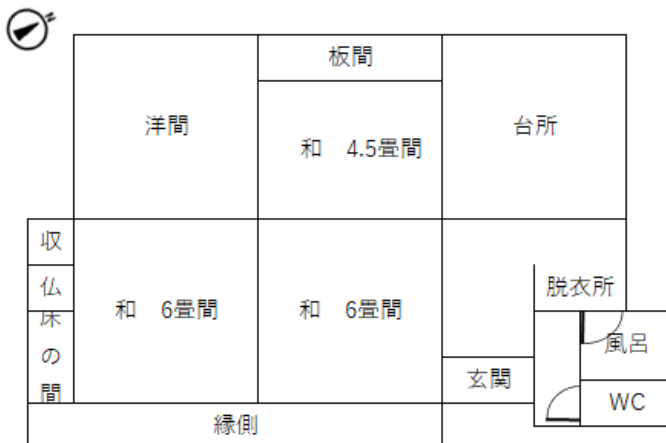 N
板間
洋間
和　4.5畳間
台所
収
仏
床の間
和　6畳間
和　6畳間
脱衣所
風呂
玄関
WC
縁側